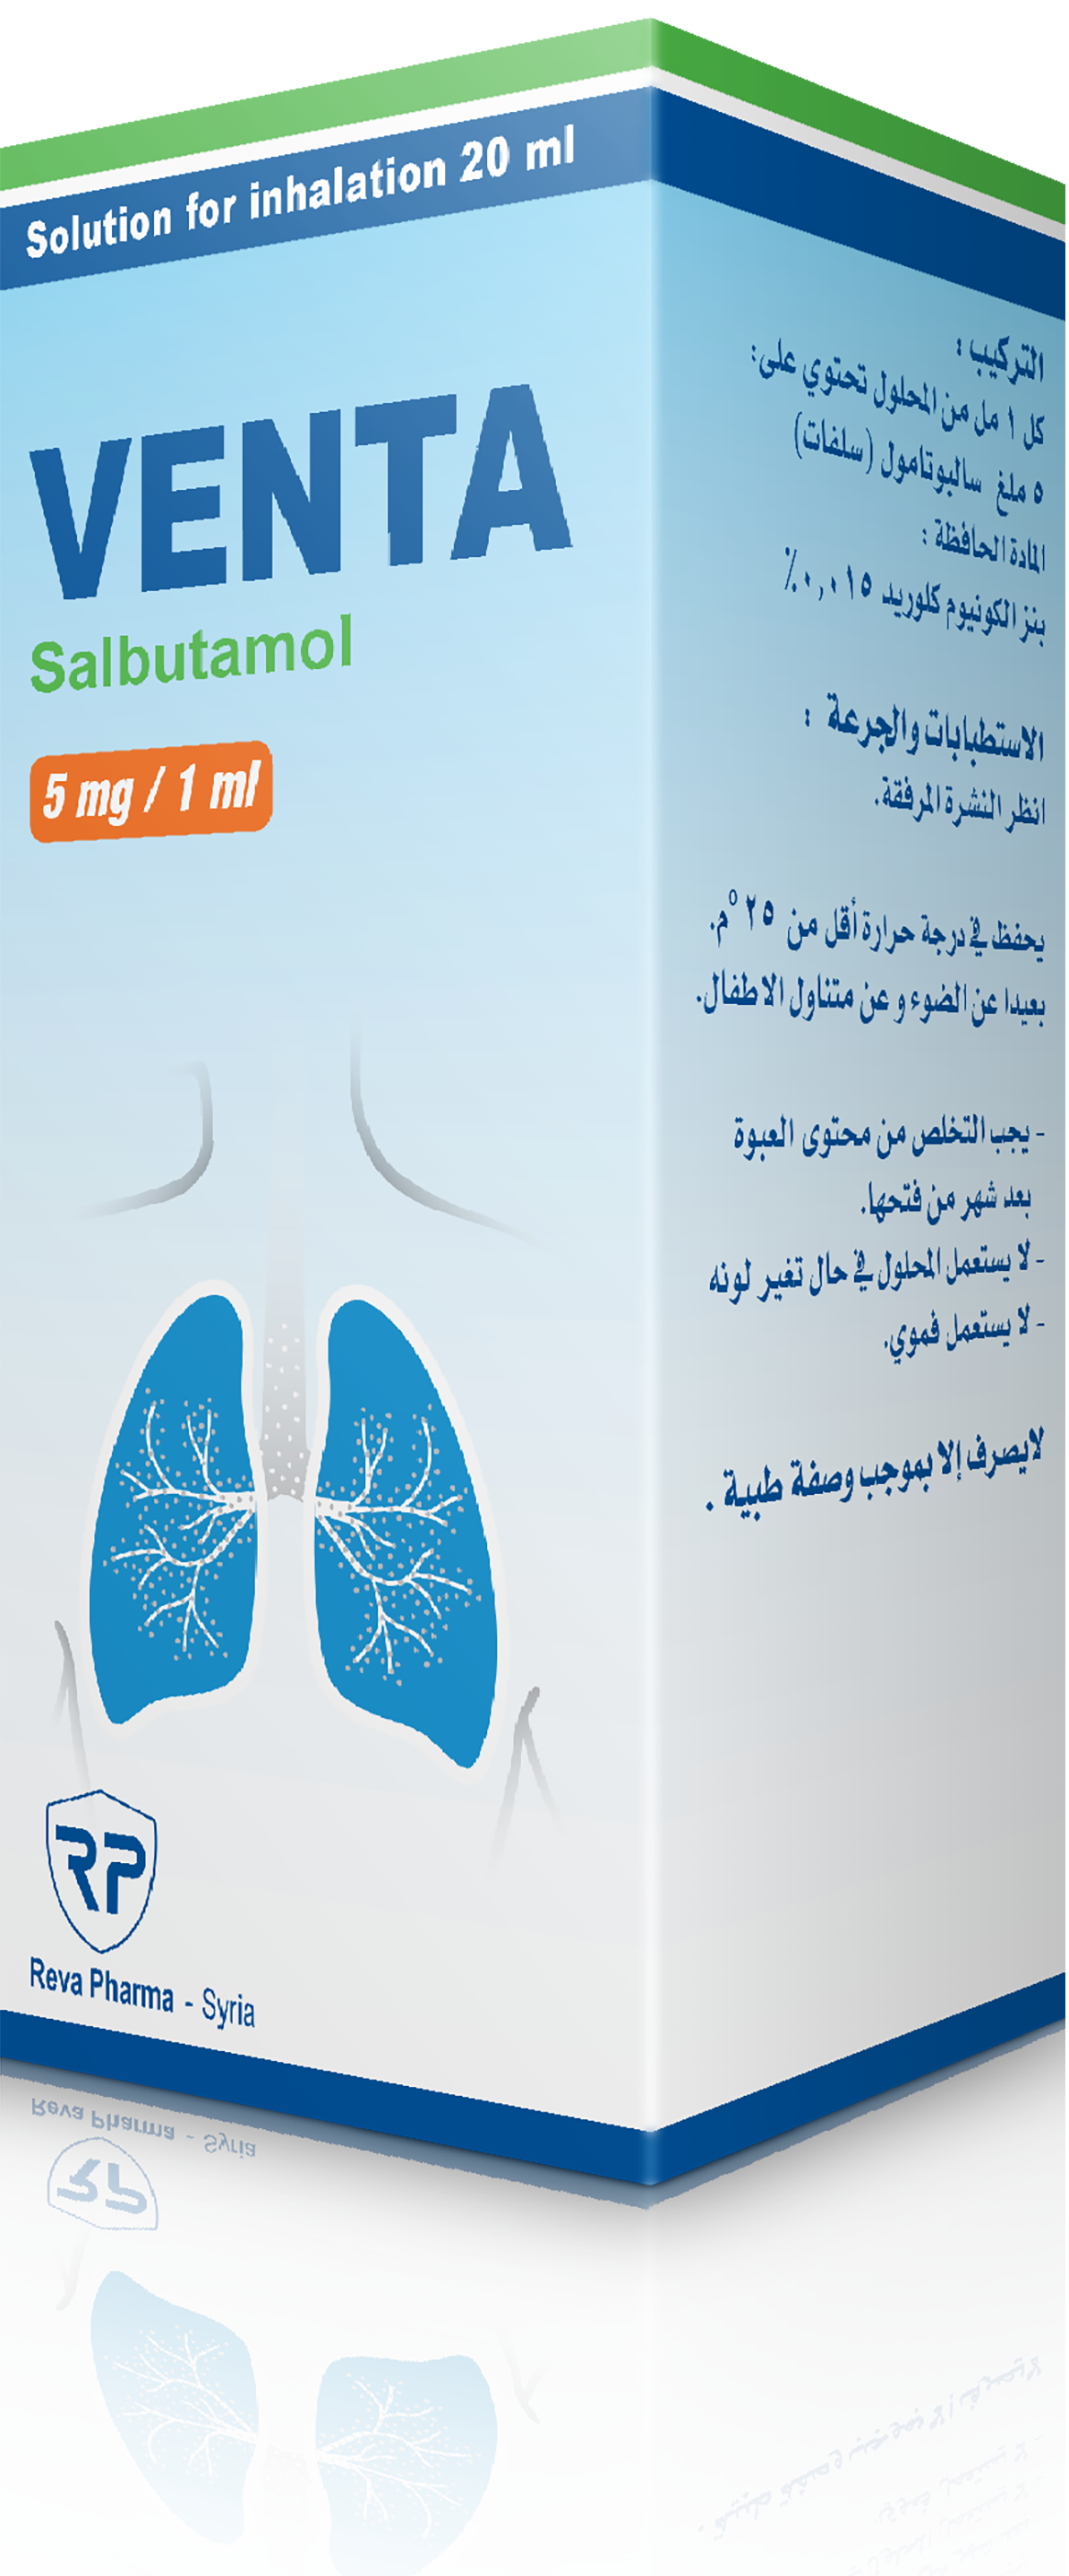 Solution for inhalation 20 ml
VENTA
Salbutamol
5 mg / 1 ml
RP
Reva Pharma - Syria
التركيب :
كل ١ مل من المحلول تحتوي على:
٥ ملغ سالبوتامول (سلفات)
المادة الحافظة :
بنز الكونيوم كلوريد ٠,٠١٥٪
الاستطبابات والجرعة :
انظر النشرة المرفقة.
يحفظ في درجة حرارة أقل من ٢٥ °م.
بعيدا عن الضوء و عن متناول الاطفال.
- يجب التخلص من محتوى العبوة
بعد شهر من فتحها.
- لا يستعمل المحلول في حال تغير لونه
- لا يستعمل فموي.
لايصرف إلا بموجب وصفة طبية .